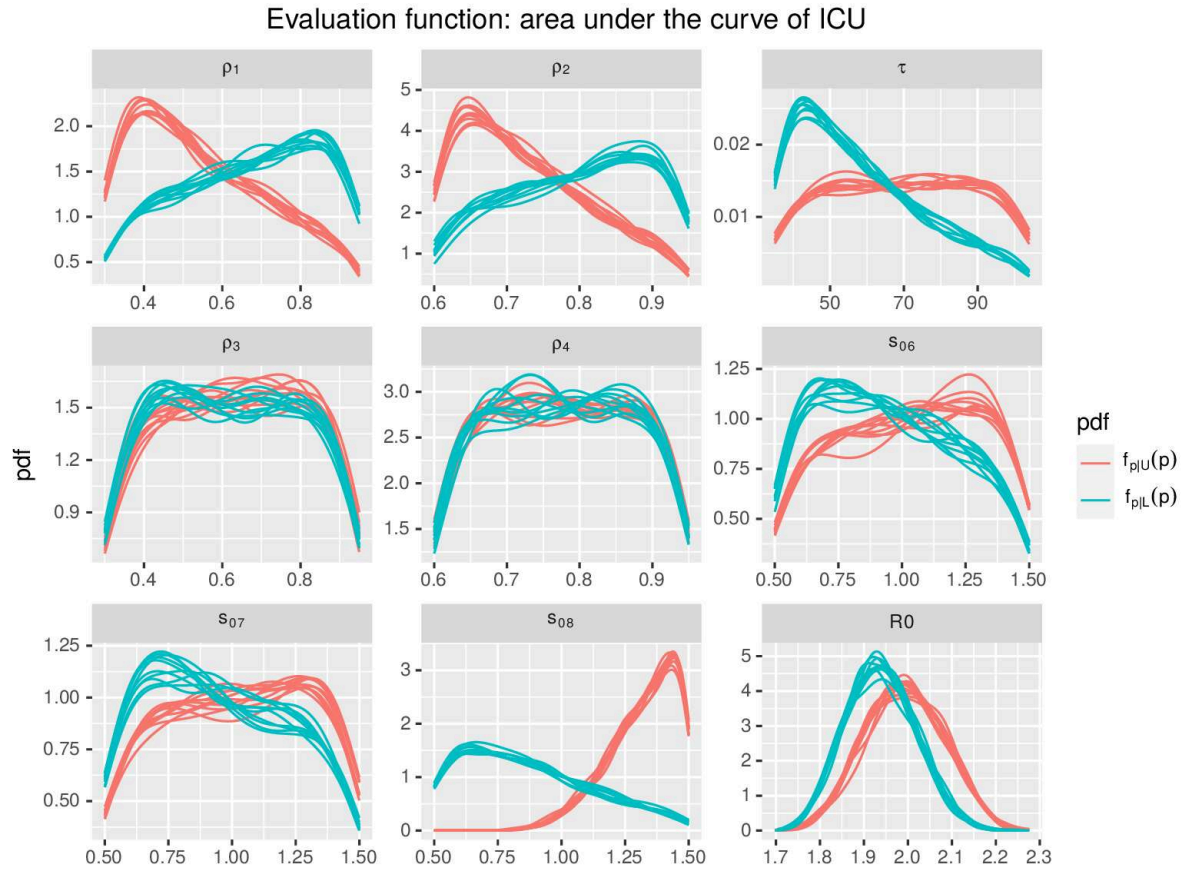 Evaluation function: area under the curve of ICU
ρ1 ρ2 τ
2.0 1.5 1.0 0.5
5 4 3 2 1
0.02 0.01
0.4 0.6 0.8
0.6 0.7 0.8 0.9
50 70 90
ρ3 ρ4 s06
1.5 1.2 0.9
3.0 2.5 2.0 1.5
1.25 1.00 0.75 0.50
0.4 0.6 0.8
0.6 0.7 0.8 0.9
0.50 0.75 1.00 1.25 1.50
pdf
s07 s08 R0
1.25 1.00 0.75 0.50
3 2 1 0
5 4 3 2 1 0
0.50 0.75 1.00 1.25 1.50
0.50 0.75 1.00 1.25 1.50
1.7 1.8 1.9 2.0 2.1 2.2 2.3
pdf
fp|U(p)
fp|L(p)